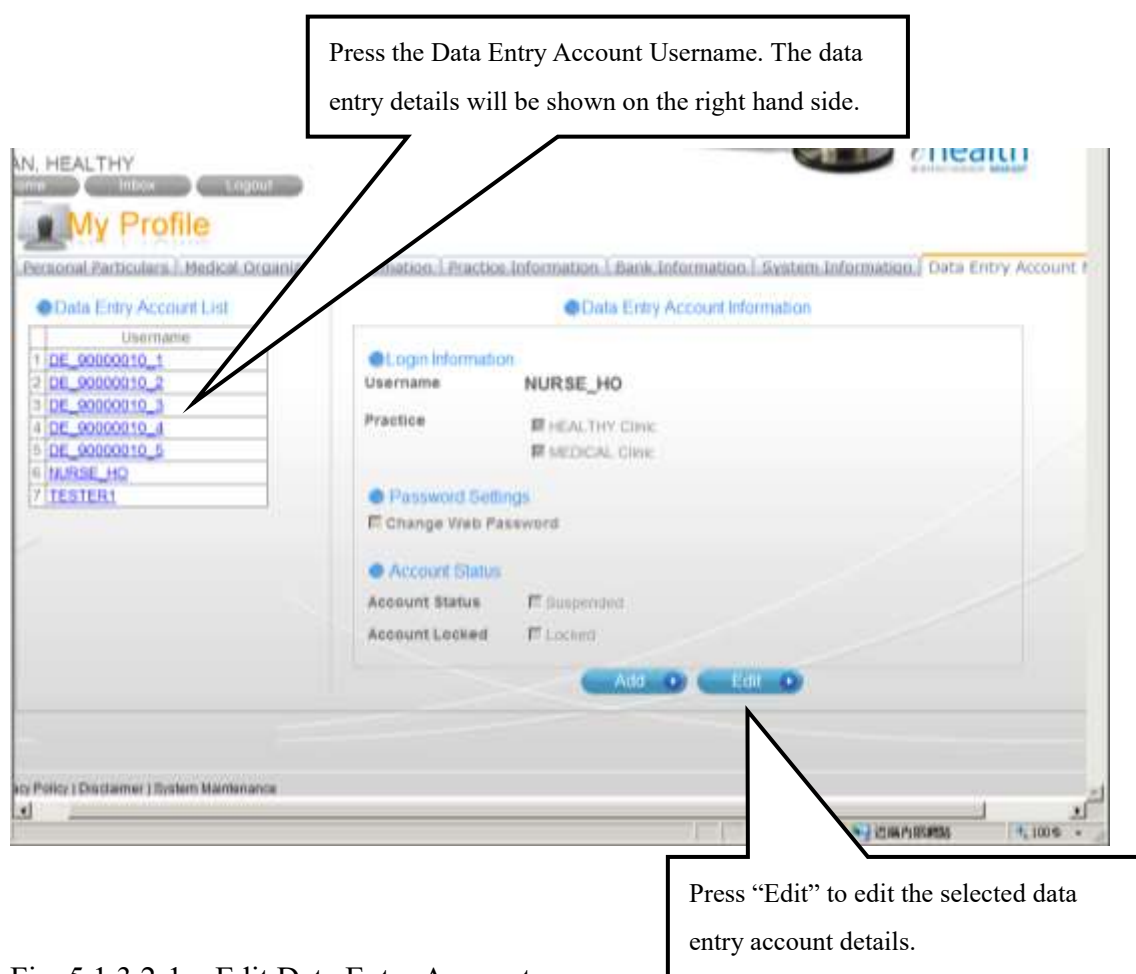 Press the Data Entry Account Username. The data
entry details will be shown on the right hand side.
AN, HEALTHY
Inbox Logout
My Profile
Personal Particulars Practice Information Bank Information System Information Data Entry Account
Data Entry Account List
Username
1 DE_90000010_1
2 DE_90000010_2
3 DE_90000010_3
4 DE_90000010_4
5 DE_90000010_5
6 NURSE_HO
7 TESTER1
Data Entry Account Information
Login Information
Username NURSE_HO
Practice HEALTHY Clinic
MEDICAL Clinic
Password Settings
Change Web Password
Account Status
Account Status Suspended
Account Locked Locked
Add Edit
acy Policy | Disclaimer | System Maintenance
100%
Press “Edit” to edit the selected data
entry account details.
Fig. 5.1.3.2-1 Edit Data Entry Account